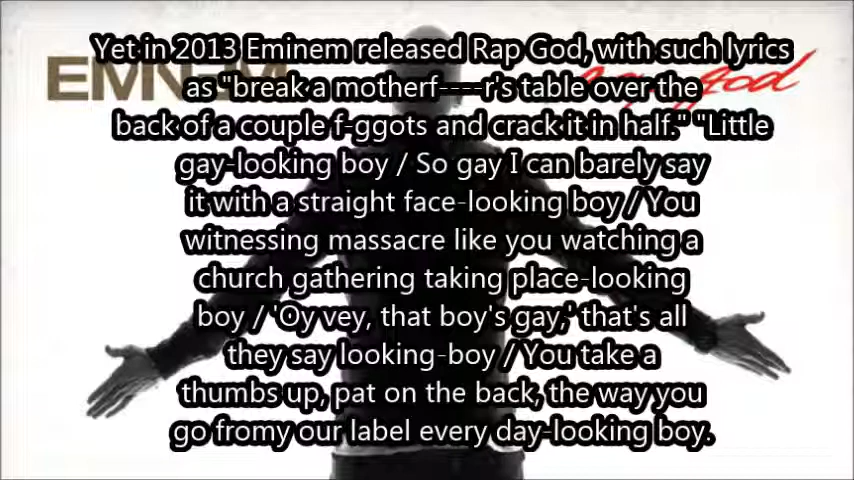 Yet in 2013 Eminem released Rap God, with such lyrics
EMINEM
god
as "break a motherf----r's table over the
back of a couple f-ggots and crack it in half." "Little
gay-looking boy / So gay I can barely say
it with a straight face-looking boy / You
witnessing massacre like you watching a
church gathering taking place-looking
boy / 'Oy vey, that boy's gay,' that's all
they say looking-boy / You take a
thumbs up, pat on the back, the way you
go fromy our label every day-looking boy.